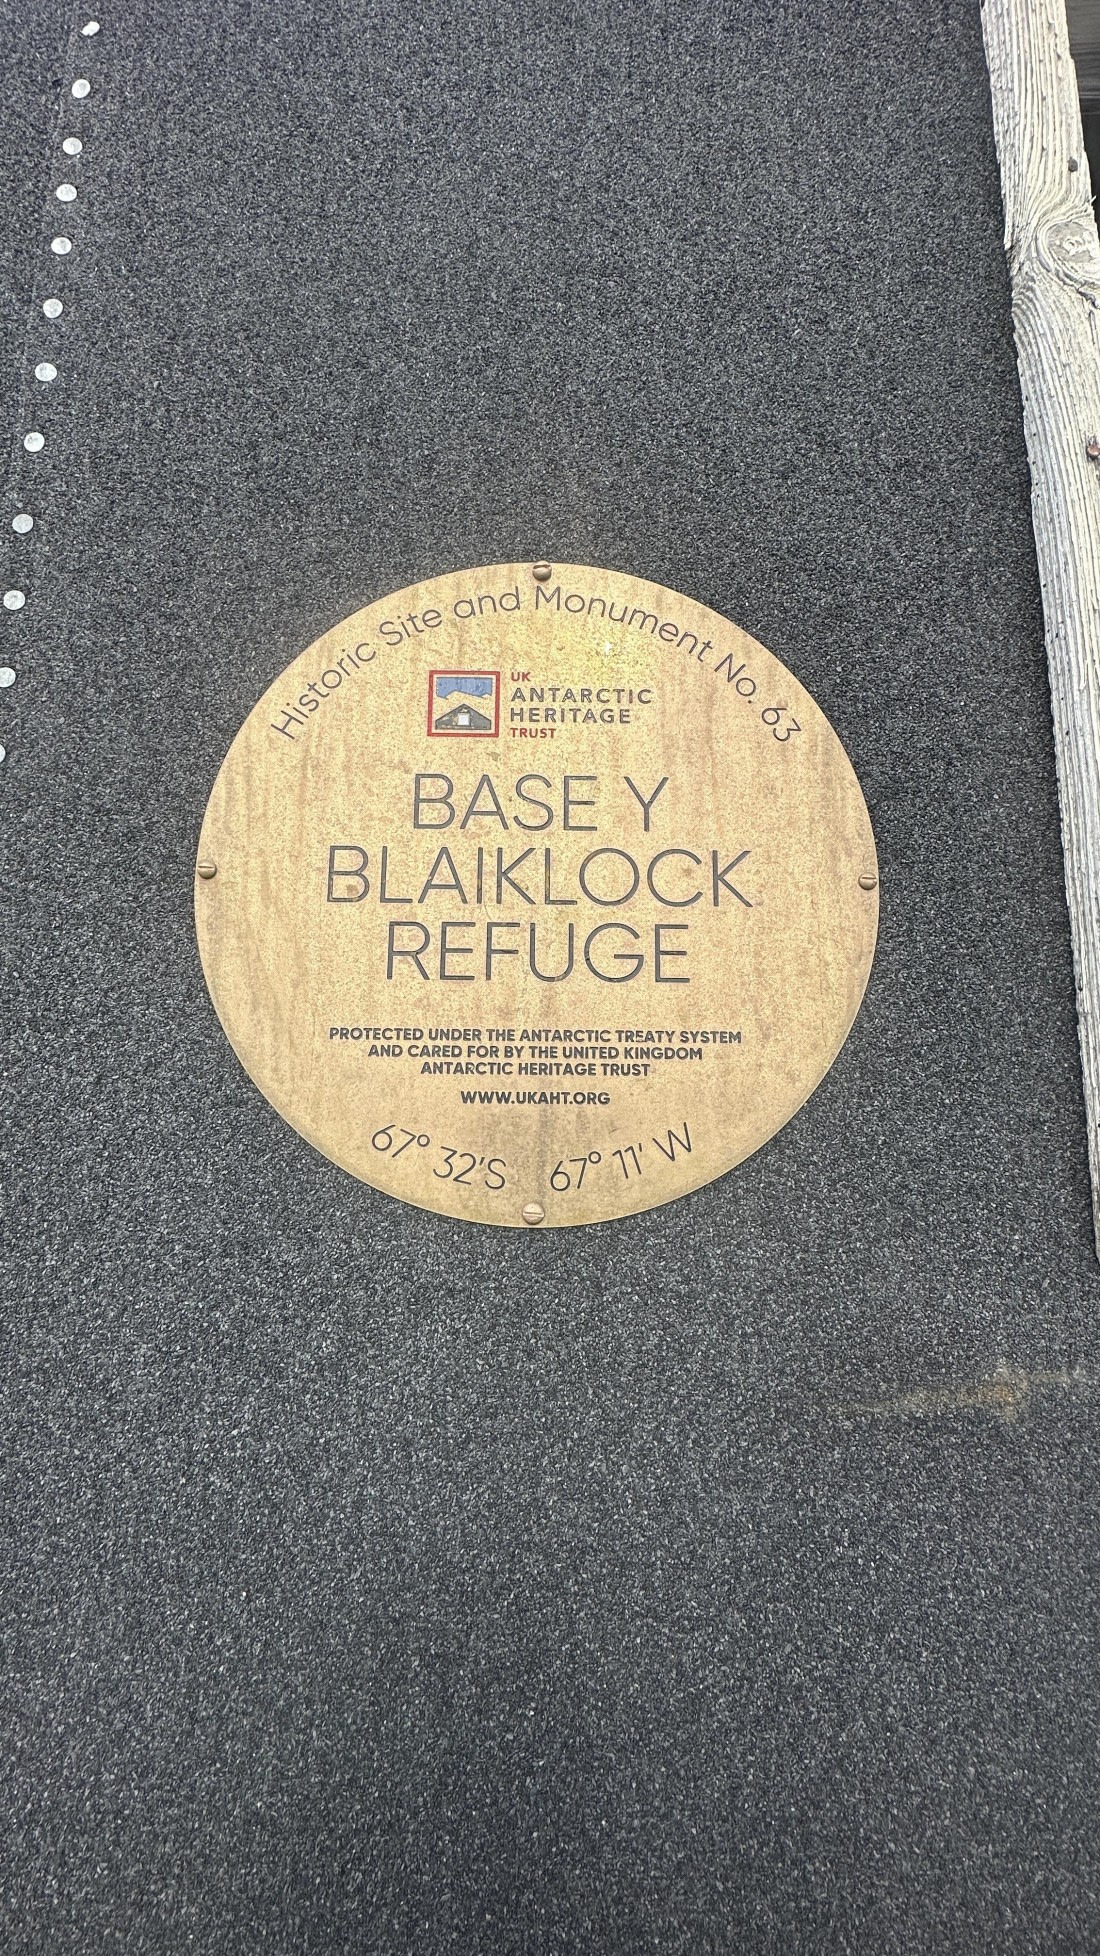 Historic Site and Monument No. 63
UK
ANTARCTIC
HERITAGE
TRUST
BASE Y
BLAIKLOCK
REFUGE
PROTECTED UNDER THE ANTARCTIC TREATY SYSTEM
AND CARED FOR BY THE UNITED KINGDOM
ANTARCTIC HERITAGE TRUST
WWW.UKAHT.ORG
67° 32'S 67° 11' W